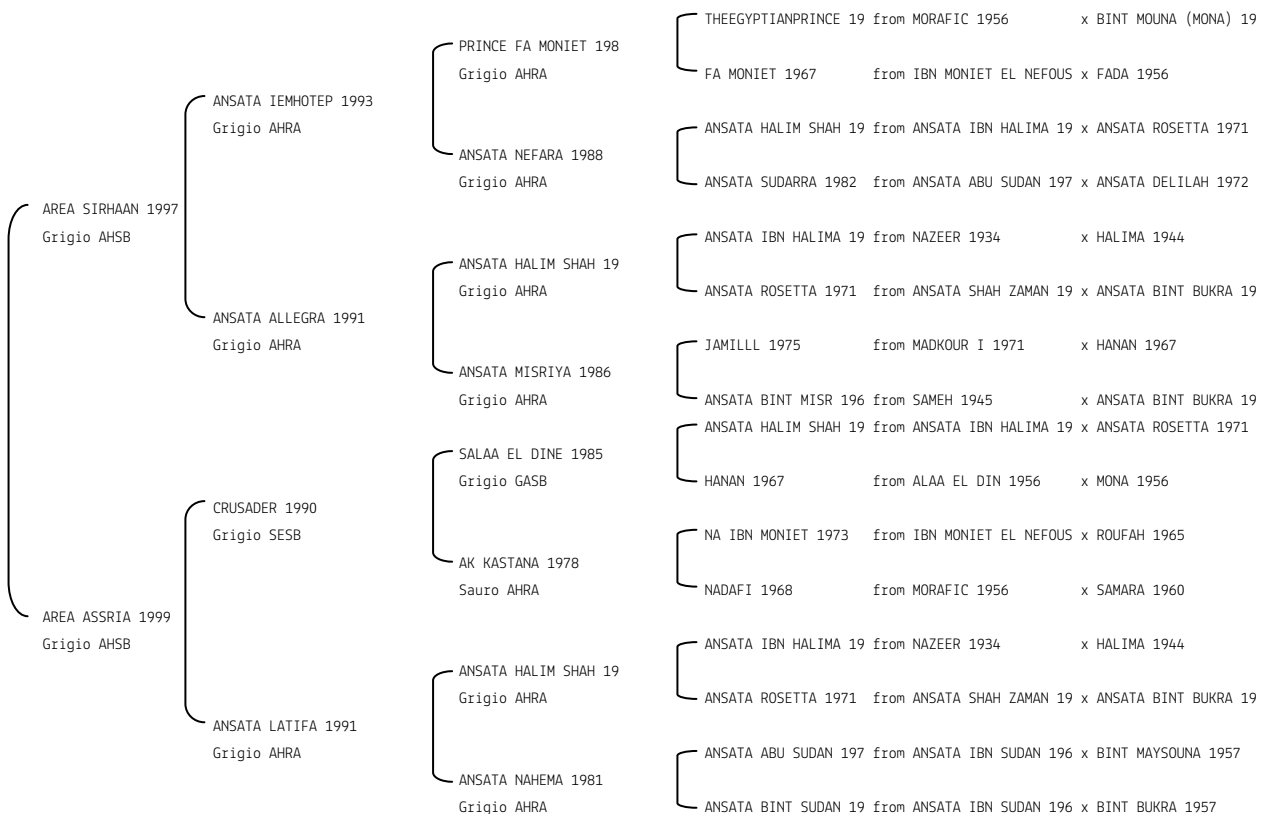 THEEGYPTIANPRINCE 19 from MORAFIC 1956 x BINT MOUNA (MONA) 19
PRINCE FA MONIET 198
Grigio AHRA
FA MONIET 1967 from IBN MONIET EL NEFOUS x FADA 1956
ANSATA IEMHOTEP 1993
Grigio AHRA
ANSATA HALIM SHAH 19 from ANSATA IBN HALIMA 19 x ANSATA ROSETTA 1971
ANSATA NEFARA 1988
Grigio AHRA
ANSATA SUDARRA 1982 from ANSATA ABU SUDAN 197 x ANSATA DELILAH 1972
AREA SIRHAAN 1997
Grigio AHSB
ANSATA IBN HALIMA 19 from NAZEER 1934 x HALIMA 1944
ANSATA HALIM SHAH 19
Grigio AHRA
ANSATA ROSETTA 1971 from ANSATA SHAH ZAMAN 19 x ANSATA BINT BUKRA 19
ANSATA ALLEGRA 1991
Grigio AHRA
JAMILLL 1975 from MADKOUR I 1971 x HANAN 1967
ANSATA MISRIYA 1986
Grigio AHRA
ANSATA BINT MISR 196 from SAMEH 1945 x ANSATA BINT BUKRA 19
ANSATA HALIM SHAH 19 from ANSATA IBN HALIMA 19 x ANSATA ROSETTA 1971
SALAA EL DINE 1985
Grigio GASB
HANAN 1967 from ALAA EL DIN 1956 x MONA 1956
CRUSADER 1990
Grigio SESB
NA IBN MONIET 1973 from IBN MONIET EL NEFOUS x ROUFAH 1965
AK KASTANA 1978
Sauro AHRA
NADAFI 1968 from MORAFIC 1956 x SAMARA 1960
AREA ASSRIA 1999
Grigio AHSB
ANSATA IBN HALIMA 19 from NAZEER 1934 x HALIMA 1944
ANSATA HALIM SHAH 19
Grigio AHRA
ANSATA ROSETTA 1971 from ANSATA SHAH ZAMAN 19 x ANSATA BINT BUKRA 19
ANSATA LATIFA 1991
Grigio AHRA
ANSATA ABU SUDAN 197 from ANSATA IBN SUDAN 196 x BINT MAYSOUNA 1957
ANSATA NAHEMA 1981
Grigio AHRA
ANSATA BINT SUDAN 19 from ANSATA IBN SUDAN 196 x BINT BUKRA 1957